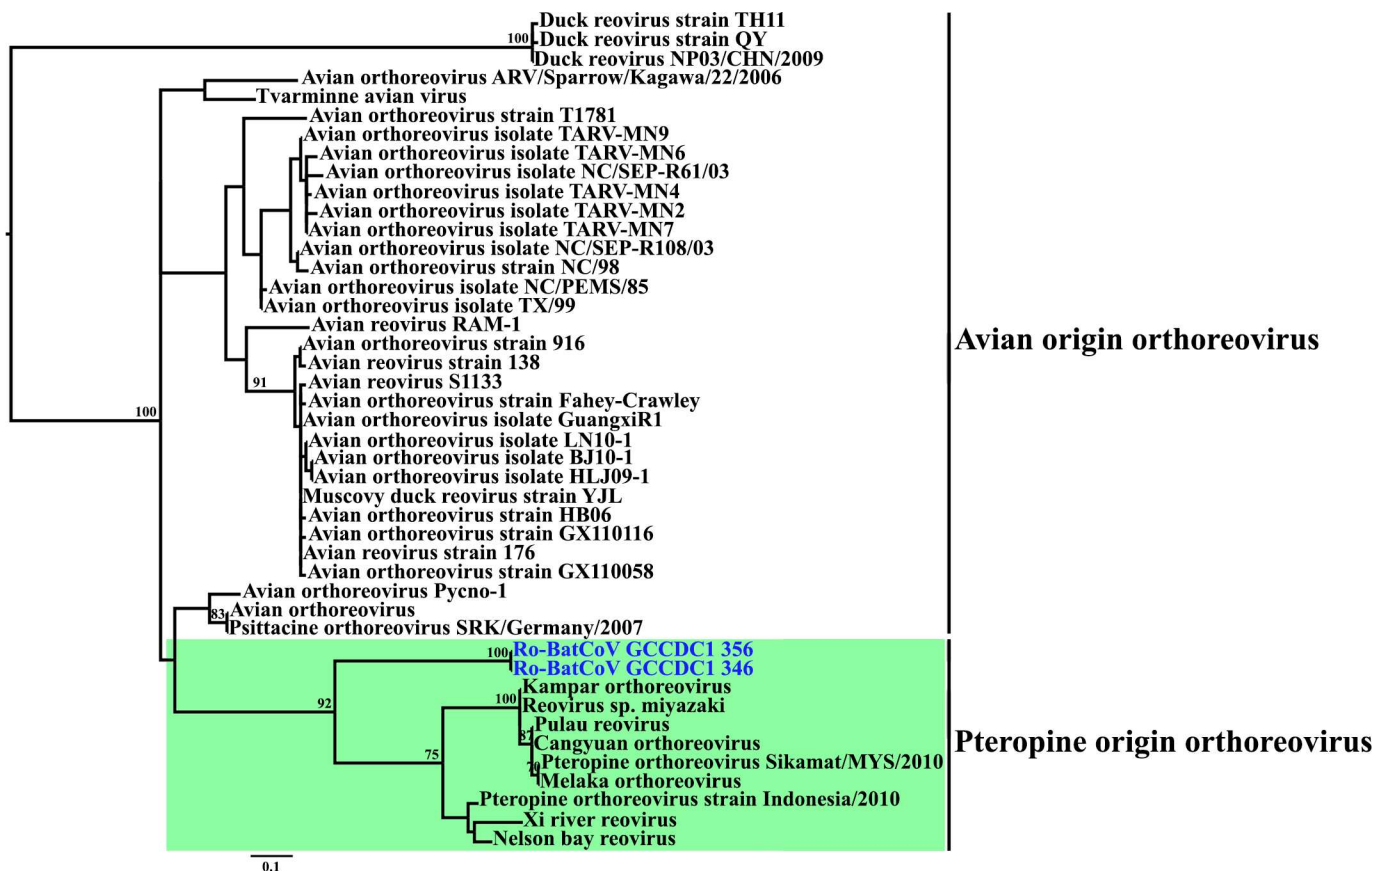 Duck reovirus strain TH11
100
Duck reovirus strain QY
Duck reovirus NP03/CHN/2009
Avian orthoreovirus ARV/Sparrow/Kagawa/22/2006
Tvarminne avian virus
Avian orthoreovirus strain T1781
Avian orthoreovirus isolate TARV-MN9
Avian orthoreovirus isolate TARV-MN6
Avian orthoreovirus isolate NC/SEP-R61/03
Avian orthoreovirus isolate TARV-MN4
Avian orthoreovirus isolate TARV-MN2
Avian orthoreovirus isolate TARV-MN7
Avian orthoreovirus isolate NC/SEP-R108/03
Avian orthoreovirus strain NC/98
Avian orthoreovirus isolate NC/PEMS/85
Avian orthoreovirus isolate TX/99
Avian reovirus RAM-1
Avian orthoreovirus strain 916
Avian origin orthoreovirus
Avian reovirus strain 138
91
Avian reovirus S1133
Avian orthoreovirus strain Fahey-Crawley
100
Avian orthoreovirus isolate GuangxiR1
Avian orthoreovirus isolate LN10-1
Avian orthoreovirus isolate BJ10-1
Avian orthoreovirus isolate HLJ09-1
Muscovy duck reovirus strain YJL
Avian orthoreovirus strain HB06
Avian orthoreovirus strain GX110116
Avian reovirus strain 176
Avian orthoreovirus strain GX110058
Avian orthoreovirus Pycno-1
83
Avian orthoreovirus
Psittacine orthoreovirus SRK/Germany/2007
100
Ro-BatCoV GCCDC1 356
Ro-BatCoV GCCDC1 346
Kampar orthoreovirus
92
100
Reovirus sp. miyazaki
Pulau reovirus
87
Cangyuan orthoreovirus
Pteropine origin orthoreovirus
75
Pteropine orthoreovirus Sikamat/MYS/2010
70
Melaka orthoreovirus
Pteropine orthoreovirus strain Indonesia/2010
Xi river reovirus
Nelson bay reovirus
0.1